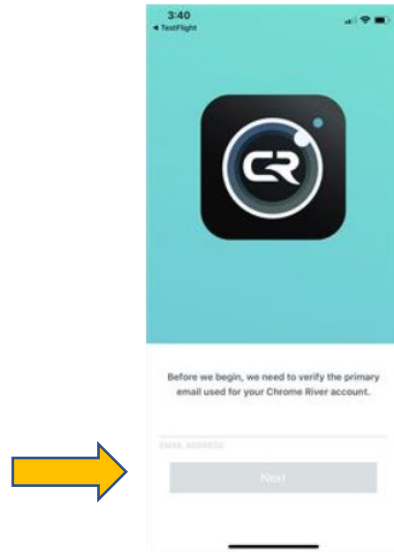 3:40
◀ TestFlight
CR
Before we begin, we need to verify the primary
email used for your Chrome River account.
EMAIL ADDRESS
Next